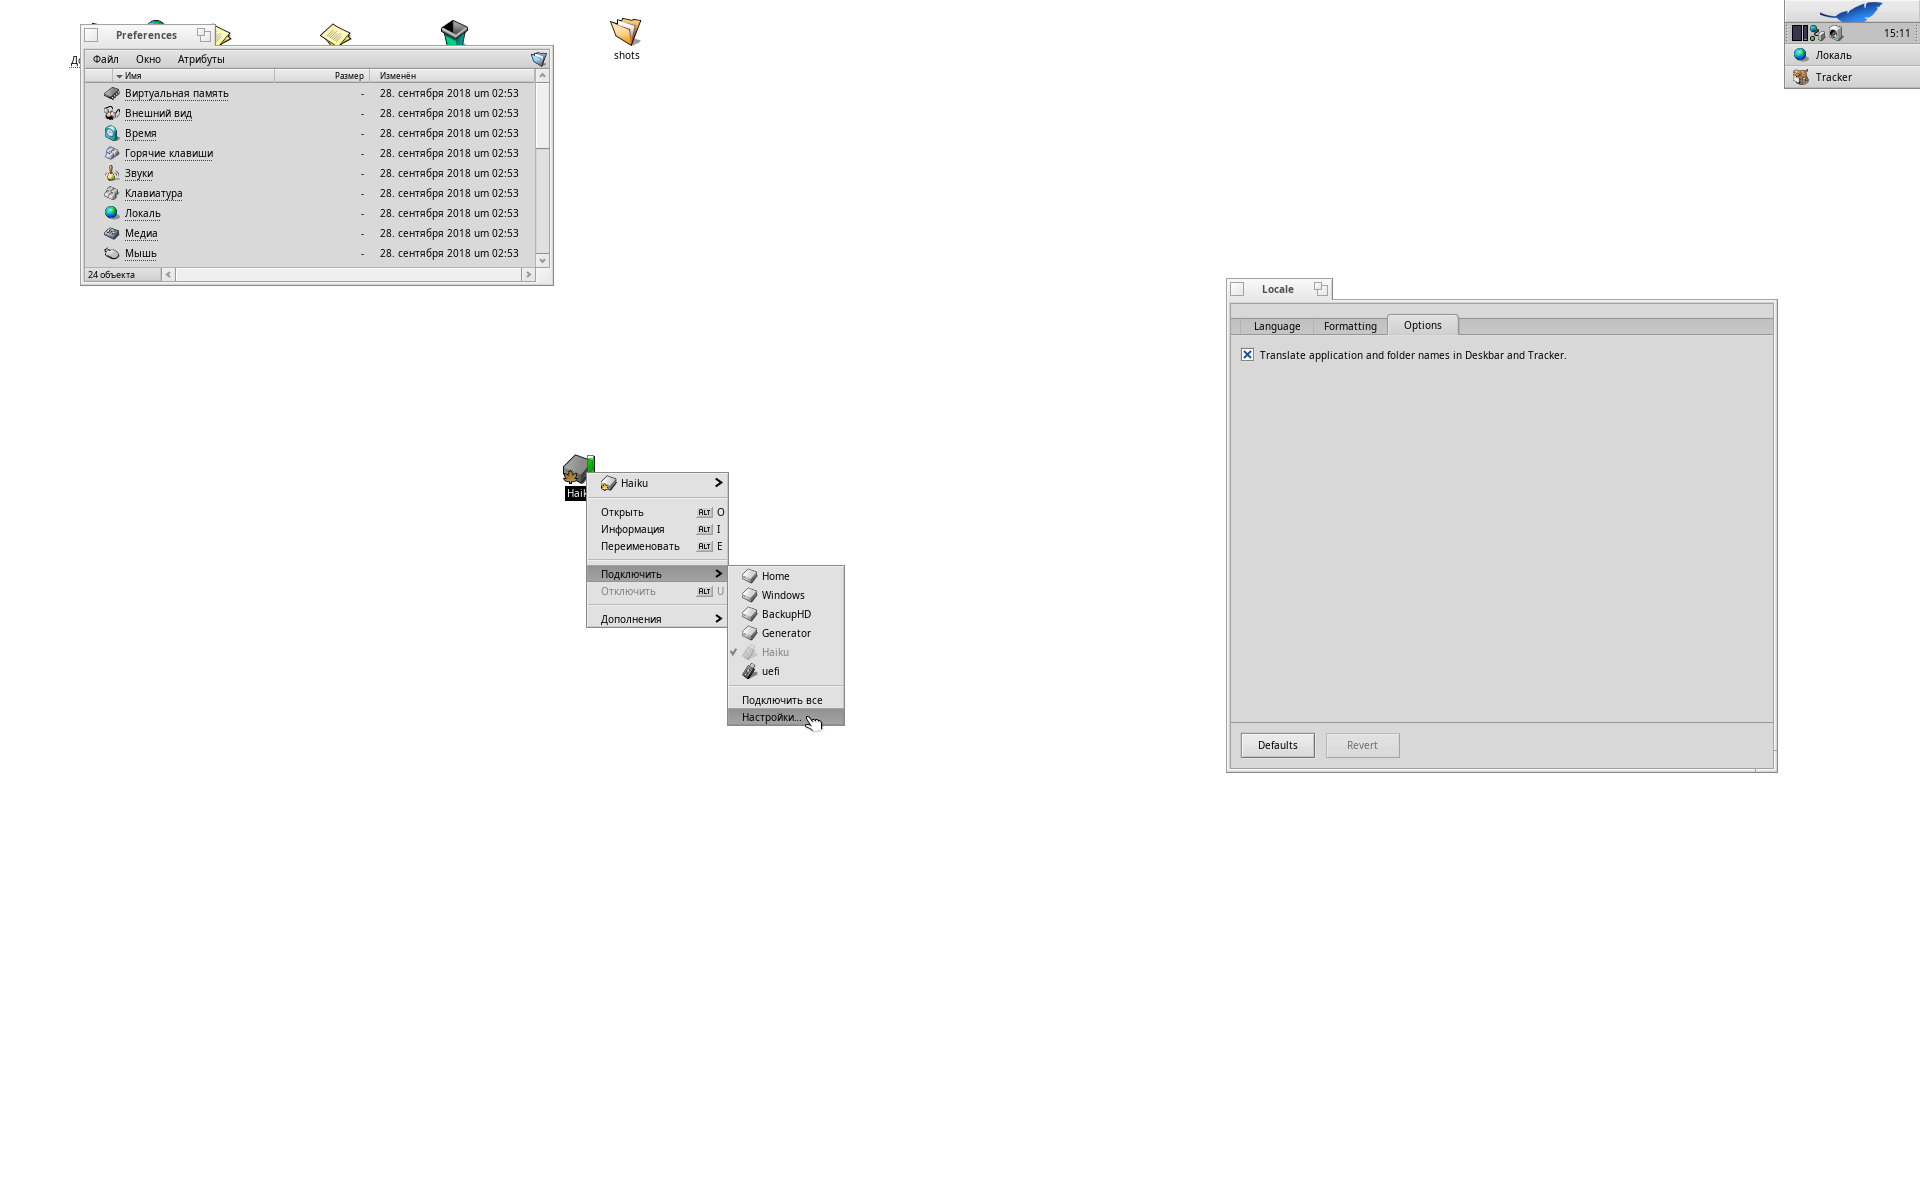 shots
15:11
Локаль
Tracker
Preferences
Файл Окно Атрибуты
Имя Размер Изменён
Виртуальная память - 28. сентября 2018 um 02:53
Внешний вид - 28. сентября 2018 um 02:53
Время - 28. сентября 2018 um 02:53
Горячие клавиши - 28. сентября 2018 um 02:53
Звуки - 28. сентября 2018 um 02:53
Клавиатура - 28. сентября 2018 um 02:53
Локаль - 28. сентября 2018 um 02:53
Медиа - 28. сентября 2018 um 02:53
Мышь - 28. сентября 2018 um 02:53
24 объекта
Locale
Language Formatting Options
Translate application and folder names in Deskbar and Tracker.
Defaults Revert
Haiku
Открыть ALT O
Информация ALT I
Переименовать ALT E
Подключить
Отключить ALT U
Дополнения
Home
Windows
BackupHD
Generator
Haiku
uefi
Подключить все
Настройки...